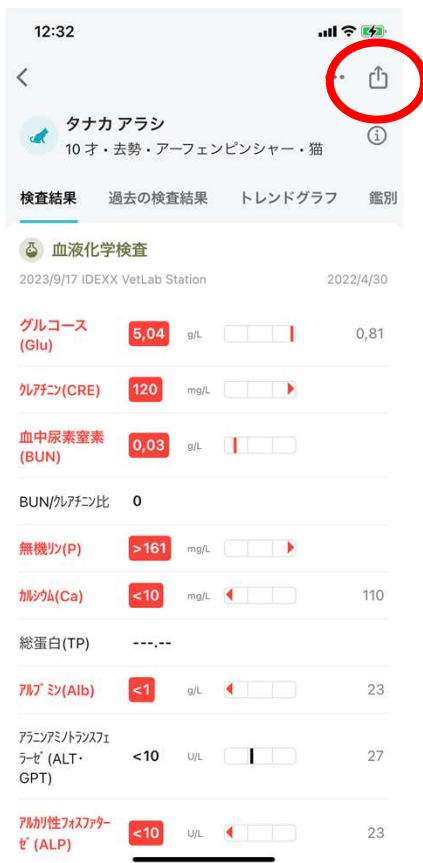 12:32
タナカ アラシ
10 才・去勢・アーフェンピンシャー・猫
検査結果 過去の検査結果 トレンドグラフ 鑑別
血液化学検査
2023/9/17 IDEXX VetLab Station 2022/4/30
グルコース
(Glu) 5,04 g/L 0,81
ｸﾚｱﾁﾆﾝ(CRE) 120 mg/L
血中尿素窒素
(BUN) 0,03 g/L
BUN/ｸﾚｱﾁﾆﾝ比 0
無機ﾘﾝ(P) >161 mg/L
ｶﾙｼｳﾑ(Ca) <10 mg/L 110
総蛋白(TP) ---.--
ｱﾙﾌﾞﾐﾝ(Alb) <1 g/L 23
ｱﾗﾆﾝｱﾐﾉﾄﾗﾝｽﾌｪ
ﾗｰｾﾞ(ALT・ <10 U/L 27
GPT)
ｱﾙｶﾘ性ﾌｫｽﾌｧﾀｰ
ｾﾞ(ALP) <10 U/L 23